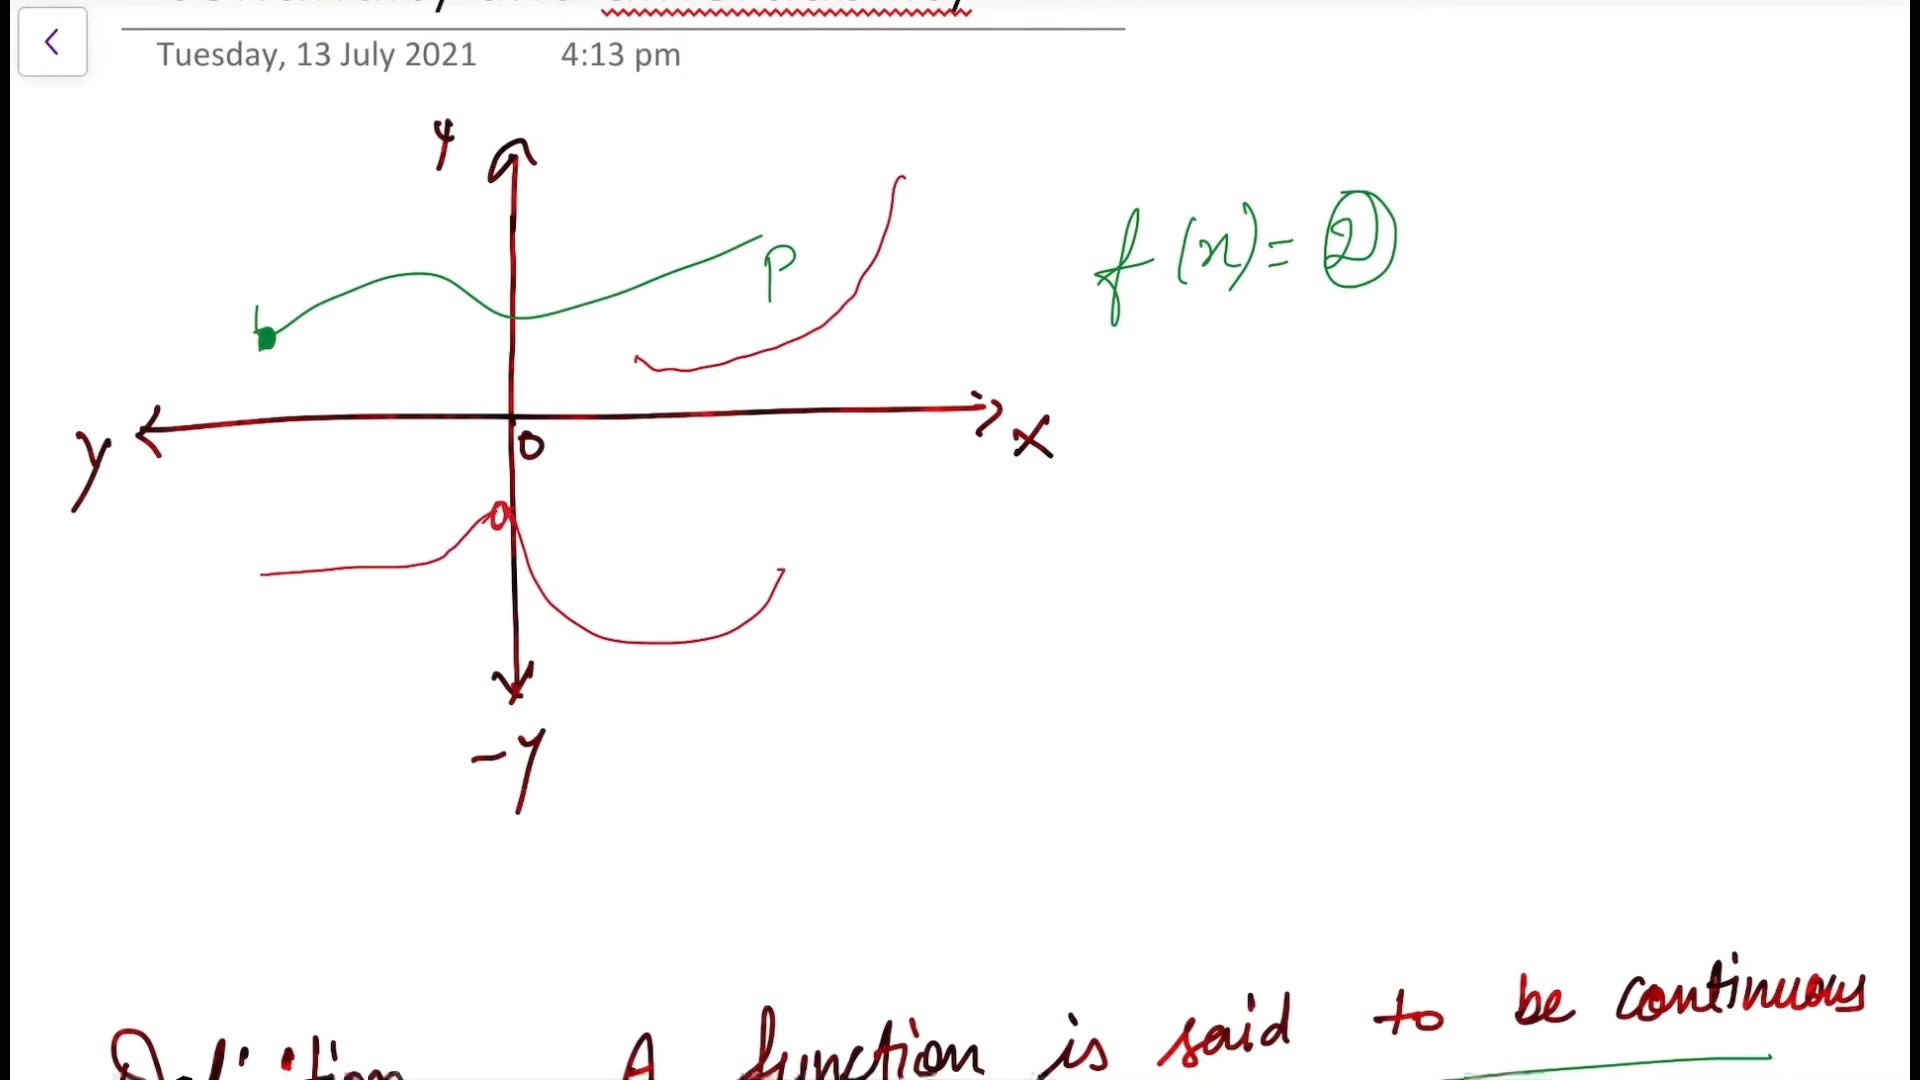 Tuesday, 13 July 2021 4:13 pm
y
P
f(x) = 2
y
0
x
-y
A function is said to be continuous